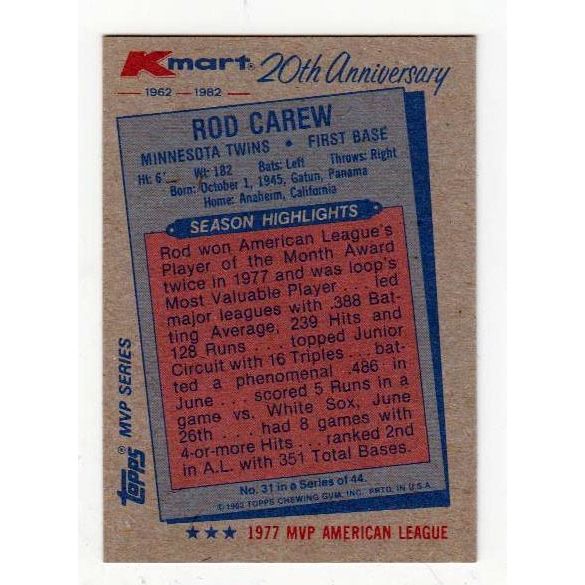 Kmart® 20th Anniversary
1962 1982
ROD CAREW
MINNESOTA TWINS • FIRST BASE
Ht: 6' Wt: 182 Bats: Left Throws: Right
Born: October 1, 1945, Gatun, Panama
Home: Anaheim, California
SEASON HIGHLIGHTS
Rod won American League's
Player of the Month Award
twice in 1977 and was loop's
Most Valuable Player . . . led
major leagues with .388 Bat-
ting Average, 239 Hits and
128 Runs . . . topped Junior
Circuit with 16 Triples . . . bat-
ted a phenomenal .486 in
June . . . scored 5 Runs in a
game vs. White Sox, June
26th . . . had 8 games with
4-or-more Hits . . . ranked 2nd
in A.L. with 351 Total Bases.
No. 31 in a Series of 44.
© 1982 TOPPS CHEWING GUM, INC. PRTD. IN U.S.A.
topps® MVP SERIES
★★★ 1977 MVP AMERICAN LEAGUE